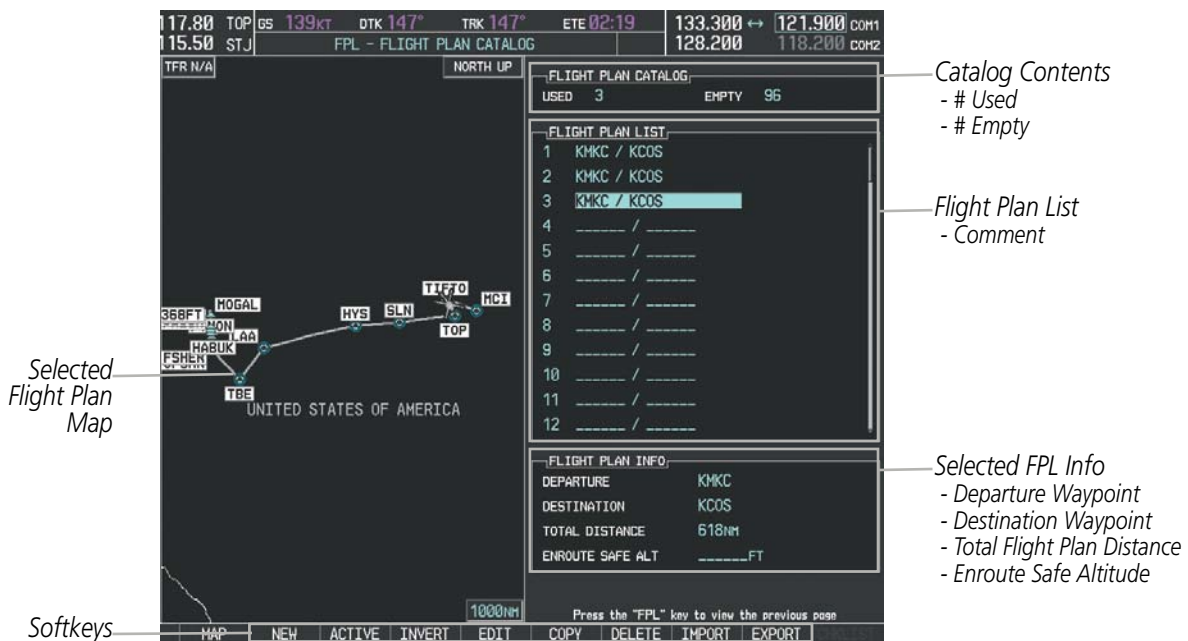 117.80 TOP GS 139KT DTK 147° TRK 147° ETE 02:19 133.300 ↔ 121.900 COM1
115.50 STJ FPL - FLIGHT PLAN CATALOG 128.200 118.200 COM2
TFR N/A NORTH UP
FLIGHT PLAN CATALOG
USED 3 EMPTY 96
Catalog Contents
- # Used
- # Empty
FLIGHT PLAN LIST
1 KMKC / KCOS
2 KMKC / KCOS
3 KMKC / KCOS
4 ______ / ______
5 ______ / ______
6 ______ / ______
7 ______ / ______
8 ______ / ______
9 ______ / ______
10 ______ / ______
11 ______ / ______
12 ______ / ______
Flight Plan List
- Comment
TIFTO
MCI
MOGAL
368FT
HYS
SLN
TOP
LAA
HABUK
FSHER
TBE
UNITED STATES OF AMERICA
Selected
Flight Plan
Map
FLIGHT PLAN INFO
DEPARTURE KMKC
DESTINATION KCOS
TOTAL DISTANCE 618NM
ENROUTE SAFE ALT ______FT
Selected FPL Info
- Departure Waypoint
- Destination Waypoint
- Total Flight Plan Distance
- Enroute Safe Altitude
1000NM
Press the "FPL" key to view the previous page
Softkeys
MAP NEW ACTIVE INVERT EDIT COPY DELETE IMPORT EXPORT